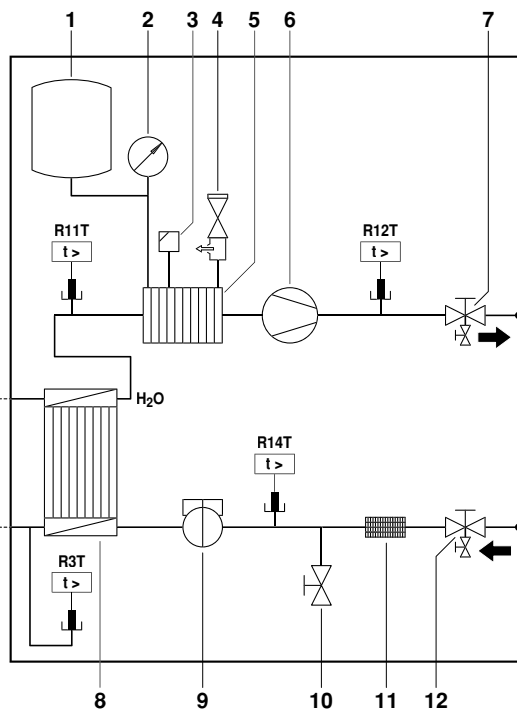 1 2 3 4 5 6 7
R11T
t >
R12T
t >
H₂O
R14T
t >
R3T
t >
8 9 10 11 12